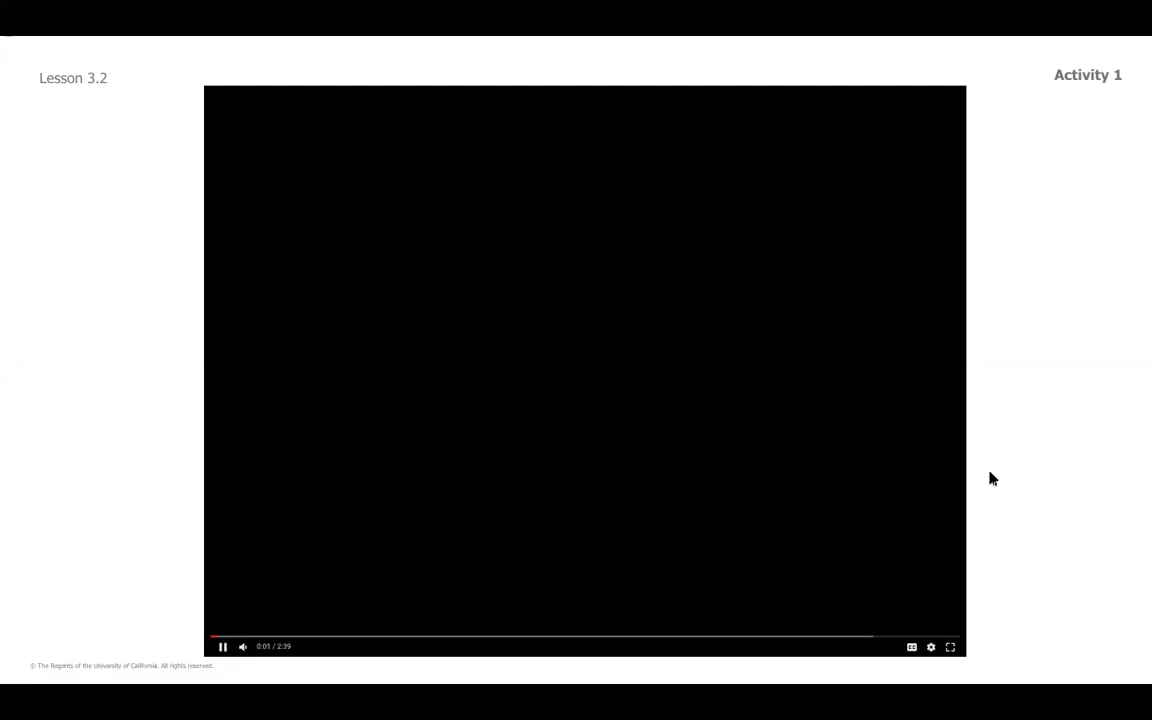 Lesson 3.2
Activity 1
0:01 / 2:39
CC
© The Regents of the University of California. All rights reserved.